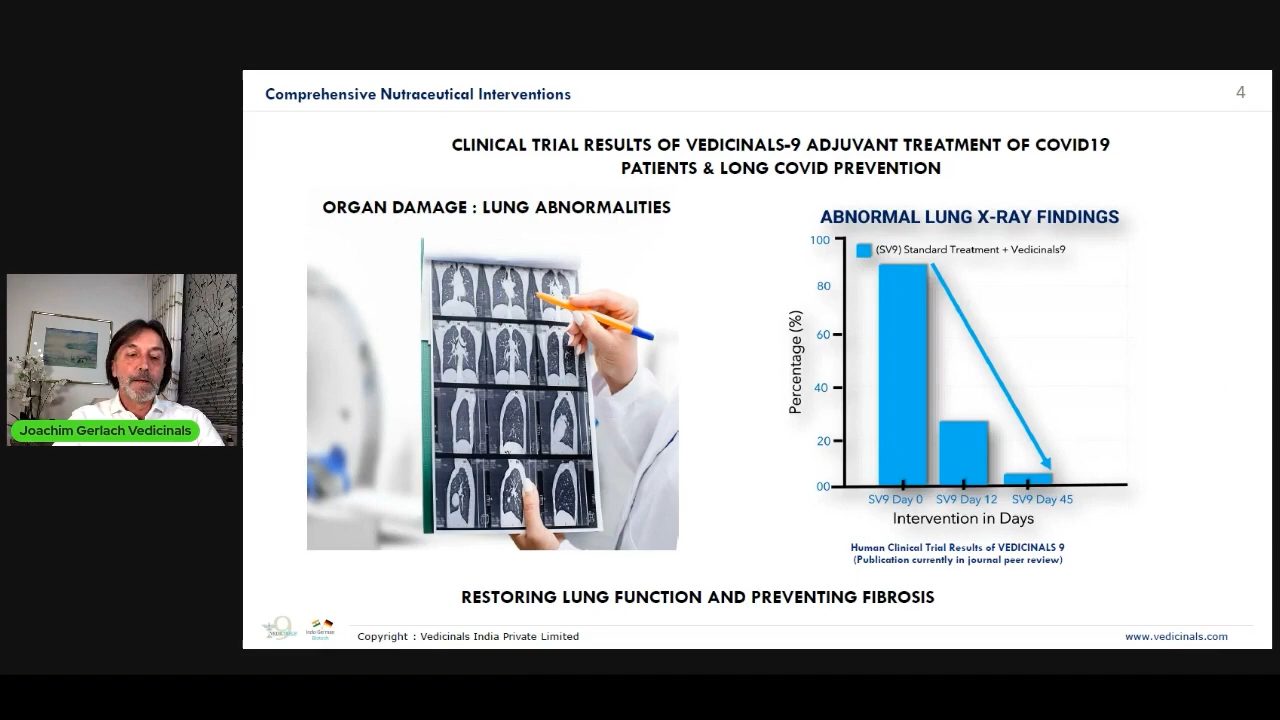 Comprehensive Nutraceutical Interventions
4
CLINICAL TRIAL RESULTS OF VEDICINALS-9 ADJUVANT TREATMENT OF COVID19
PATIENTS & LONG COVID PREVENTION
ORGAN DAMAGE : LUNG ABNORMALITIES
ABNORMAL LUNG X-RAY FINDINGS
100
(SV9) Standard Treatment + Vedicinals9
80
60
40
20
00
Percentage (%)
SV9 Day 0
SV9 Day 12
SV9 Day 45
Intervention in Days
Human Clinical Trial Results of VEDICINALS 9
(Publication currently in journal peer review)
RESTORING LUNG FUNCTION AND PREVENTING FIBROSIS
9
Indo German
Copyright : Vedicinals India Private Limited
www.vedicinals.com
Joachim Gerlach Vedicinals